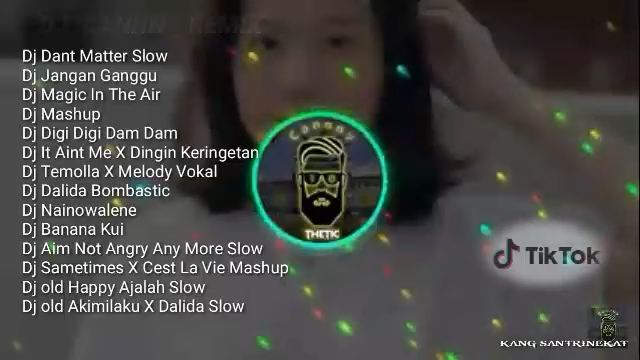 Dj Dant Matter Slow
Dj Jangan Ganggu
Dj Magic In The Air
Dj Mashup
Dj Digi Digi Dam Dam
Dj It Aint Me X Dingin Keringetan
Dj Temolla X Melody Vokal
Dj Dalida Bombastic
Dj Nainowalene
Dj Banana Kui
Dj Aim Not Angry Any More Slow
Dj Sametimes X Cest La Vie Mashup
Dj old Happy Ajalah Slow
Dj old Akimilaku X Dalida Slow
THETIC
TikTok
KANG SANTRINEKAT